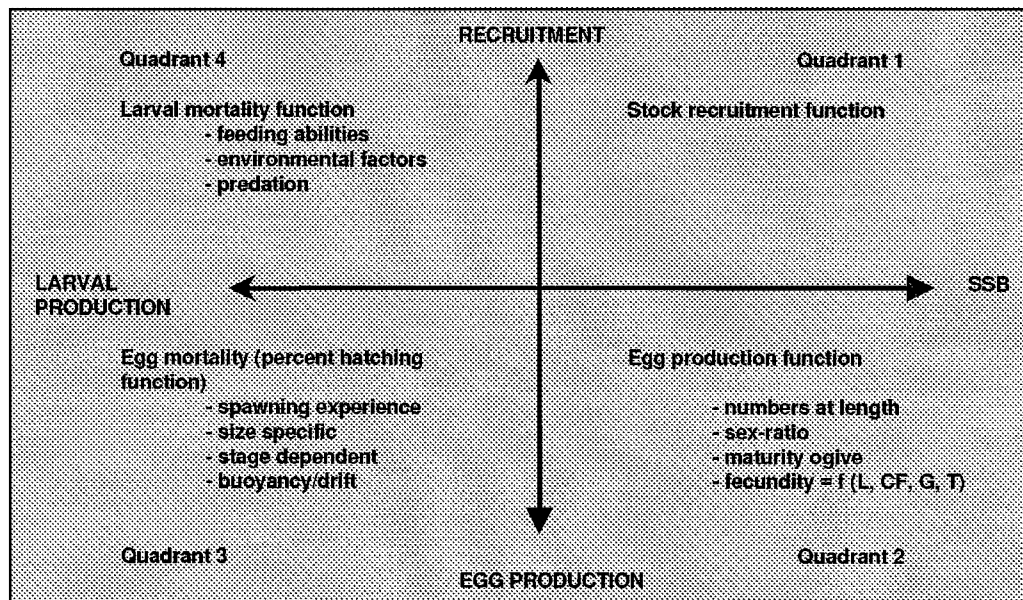 RECRUITMENT
Quadrant 4
Quadrant 1
Larval mortality function
- feeding abilities
- environmental factors
- predation
Stock recruitment function
LARVAL
PRODUCTION
SSB
Egg mortality (percent hatching
function)
- spawning experience
- size specific
- stage dependent
- buoyancy/drift
Egg production function
- numbers at length
- sex-ratio
- maturity ogive
- fecundity = f (L, CF, G, T)
Quadrant 3
Quadrant 2
EGG PRODUCTION